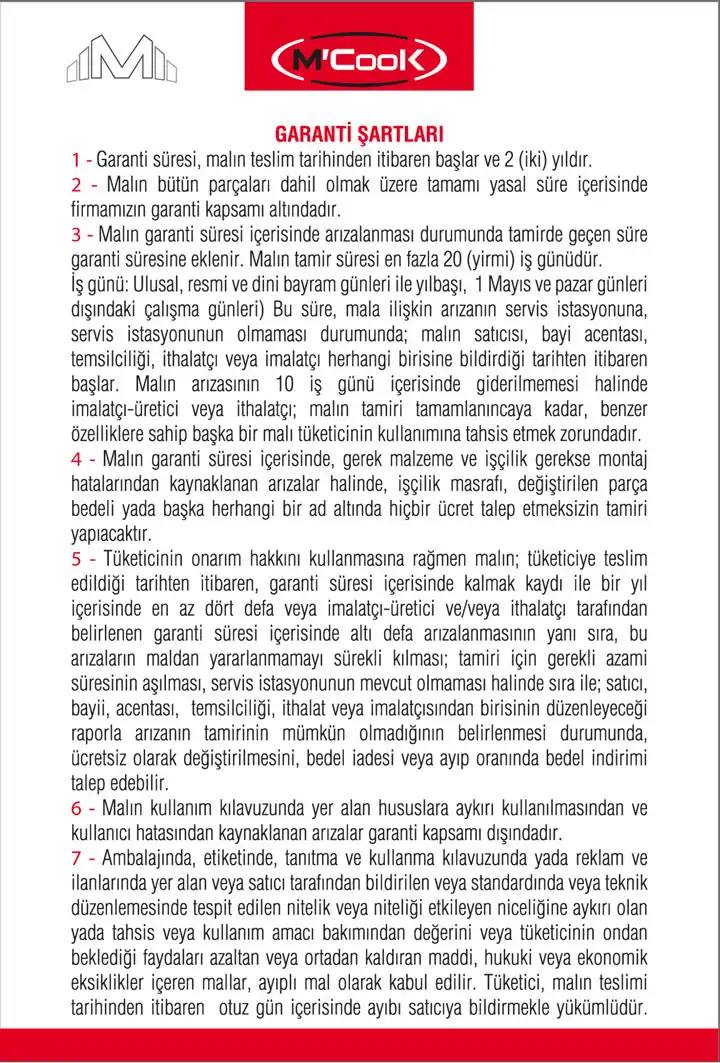 M'CooK
GARANTİ ŞARTLARI
1 - Garanti süresi, malın teslim tarihinden itibaren başlar ve 2 (iki) yıldır.
2 - Malın bütün parçaları dahil olmak üzere tamamı yasal süre içerisinde
firmamızın garanti kapsamı altındadır.
3 - Malın garanti süresi içerisinde arızalanması durumunda tamirde geçen süre
garanti süresine eklenir. Malın tamir süresi en fazla 20 (yirmi) iş günüdür.
İş günü: Ulusal, resmi ve dini bayram günleri ile yılbaşı, 1 Mayıs ve pazar günleri
dışındaki çalışma günleri) Bu süre, mala ilişkin arızanın servis istasyonuna,
servis istasyonunun olmaması durumunda; malın satıcısı, bayi acentası,
temsilciliği, ithalatçı veya imalatçı herhangi birisine bildirdiği tarihten itibaren
başlar. Malın arızasının 10 iş günü içerisinde giderilmemesi halinde
imalatçı-üretici veya ithalatçı; malın tamiri tamamlanıncaya kadar, benzer
özelliklere sahip başka bir malı tüketicinin kullanımına tahsis etmek zorundadır.
4 - Malın garanti süresi içerisinde, gerek malzeme ve işçilik gerekse montaj
hatalarından kaynaklanan arızalar halinde, işçilik masrafı, değiştirilen parça
bedeli yada başka herhangi bir ad altında hiçbir ücret talep etmeksizin tamiri
yapıacaktır.
5 - Tüketicinin onarım hakkını kullanmasına rağmen malın; tüketiciye teslim
edildiği tarihten itibaren, garanti süresi içerisinde kalmak kaydı ile bir yıl
içerisinde en az dört defa veya imalatçı-üretici ve/veya ithalatçı tarafından
belirlenen garanti süresi içerisinde altı defa arızalanmasının yanı sıra, bu
arızaların maldan yararlanmamayı sürekli kılması; tamiri için gerekli azami
süresinin aşılması, servis istasyonunun mevcut olmaması halinde sıra ile; satıcı,
bayii, acentası, temsilciliği, ithalat veya imalatçısından birisinin düzenleyeceği
raporla arızanın tamirinin mümkün olmadığının belirlenmesi durumunda,
ücretsiz olarak değiştirilmesini, bedel iadesi veya ayıp oranında bedel indirimi
talep edebilir.
6 - Malın kullanım kılavuzunda yer alan hususlara aykırı kullanılmasından ve
kullanıcı hatasından kaynaklanan arızalar garanti kapsamı dışındadır.
7 - Ambalajında, etiketinde, tanıtma ve kullanma kılavuzunda yada reklam ve
ilanlarında yer alan veya satıcı tarafından bildirilen veya standardında veya teknik
düzenlemesinde tespit edilen nitelik veya niteliği etkileyen niceliğine aykırı olan
yada tahsis veya kullanım amacı bakımından değerini veya tüketicinin ondan
beklediği faydaları azaltan veya ortadan kaldıran maddi, hukuki veya ekonomik
eksiklikler içeren mallar, ayıplı mal olarak kabul edilir. Tüketici, malın teslimi
tarihinden itibaren otuz gün içerisinde ayıbı satıcıya bildirmekle yükümlüdür.